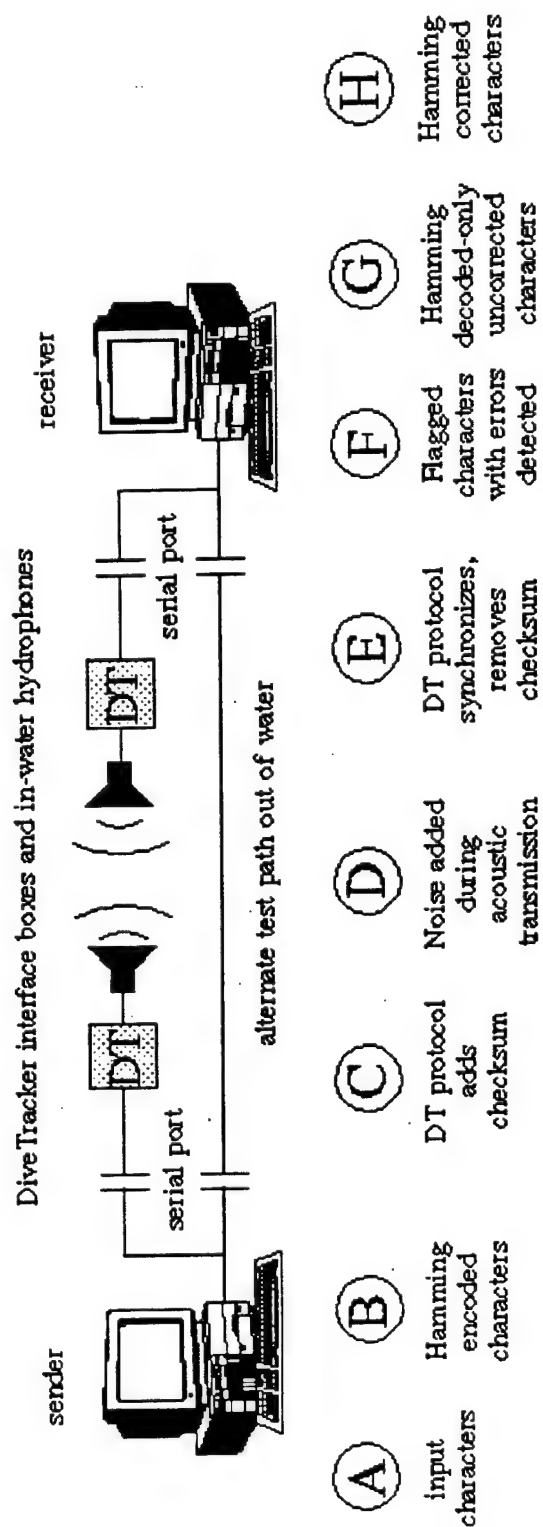 DiveTracker interface boxes and in-water hydrophones
sender
receiver
DT
DT
serial port
serial port
alternate test path out of water
A
input
characters
B
Hamming
encoded
characters
C
DT protocol
adds
checksum
D
Noise added
during
acoustic
transmission
E
DT protocol
synchronizes,
removes
checksum
F
Flagged
characters
with errors
detected
G
Hamming
decoded-only
uncorrected
characters
H
Hamming
corrected
characters